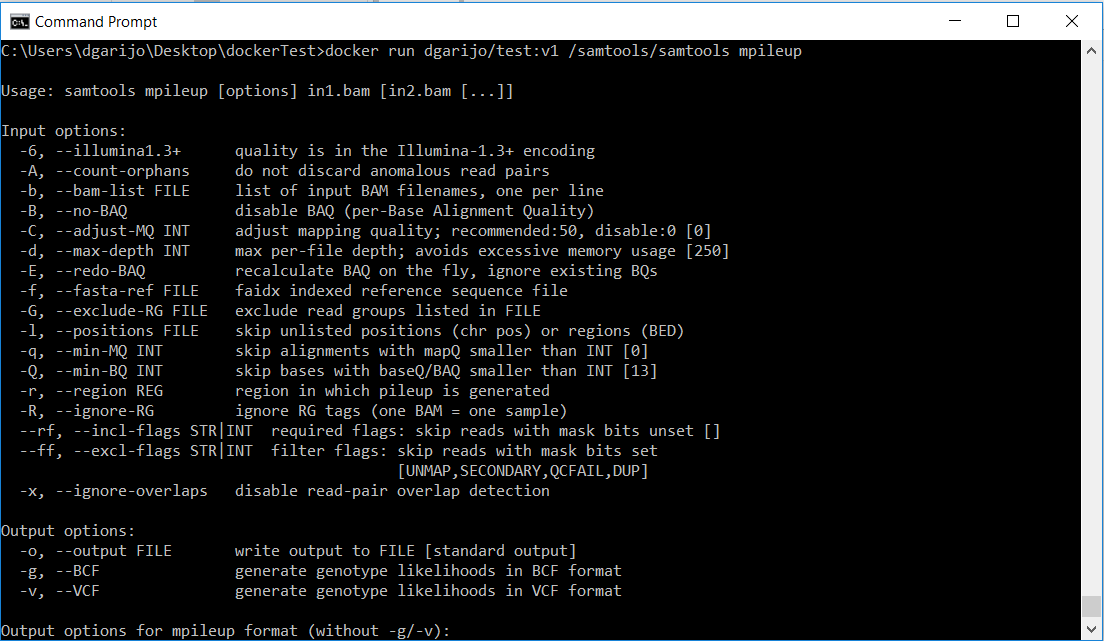 Command Prompt
C:\Users\dgarijo\Desktop\dockerTest>docker run dgarijo/test:v1 /samtools/samtools mpileup
Usage: samtools mpileup [options] in1.bam [in2.bam [...]]
Input options:
-6, --illumina1.3+ quality is in the Illumina-1.3+ encoding
-A, --count-orphans do not discard anomalous read pairs
-b, --bam-list FILE list of input BAM filenames, one per line
-B, --no-BAQ disable BAQ (per-Base Alignment Quality)
-C, --adjust-MQ INT adjust mapping quality; recommended:50, disable:0 [0]
-d, --max-depth INT max per-file depth; avoids excessive memory usage [250]
-E, --redo-BAQ recalculate BAQ on the fly, ignore existing BQs
-f, --fasta-ref FILE faidx indexed reference sequence file
-G, --exclude-RG FILE exclude read groups listed in FILE
-l, --positions FILE skip unlisted positions (chr pos) or regions (BED)
-q, --min-MQ INT skip alignments with mapQ smaller than INT [0]
-Q, --min-BQ INT skip bases with baseQ/BAQ smaller than INT [13]
-r, --region REG region in which pileup is generated
-R, --ignore-RG ignore RG tags (one BAM = one sample)
--rf, --incl-flags STR|INT required flags: skip reads with mask bits unset []
--ff, --excl-flags STR|INT filter flags: skip reads with mask bits set
[UNMAP,SECONDARY,QCFAIL,DUP]
-x, --ignore-overlaps disable read-pair overlap detection
Output options:
-o, --output FILE write output to FILE [standard output]
-g, --BCF generate genotype likelihoods in BCF format
-v, --VCF generate genotype likelihoods in VCF format
Output options for mpileup format (without -g/-v):